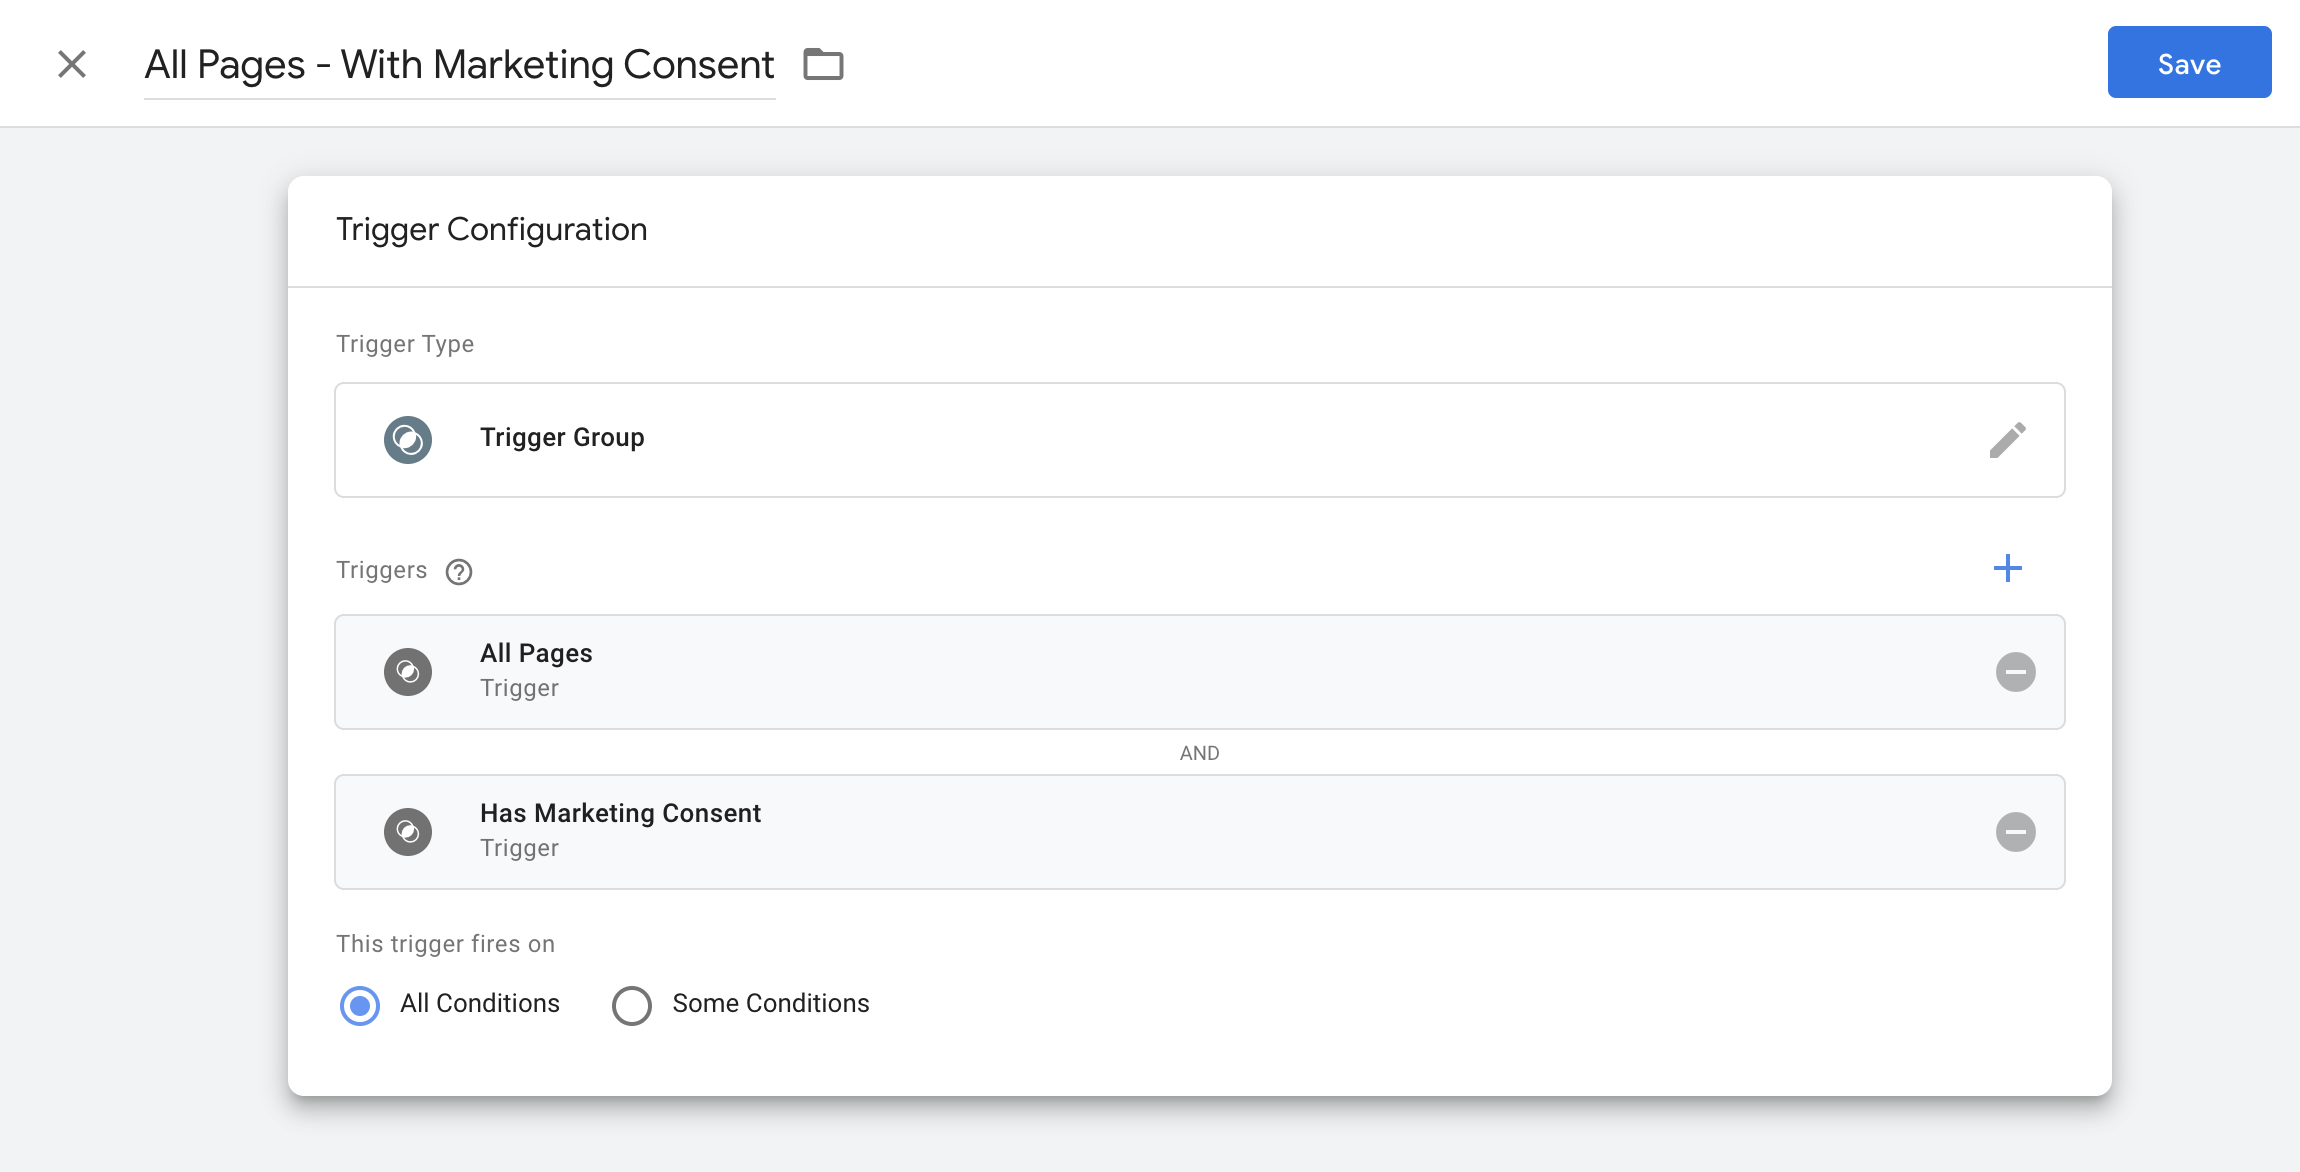 All Pages - With Marketing Consent
Save
Trigger Configuration
Trigger Type
Trigger Group
Triggers
All Pages
Trigger
AND
Has Marketing Consent
Trigger
This trigger fires on
All Conditions Some Conditions